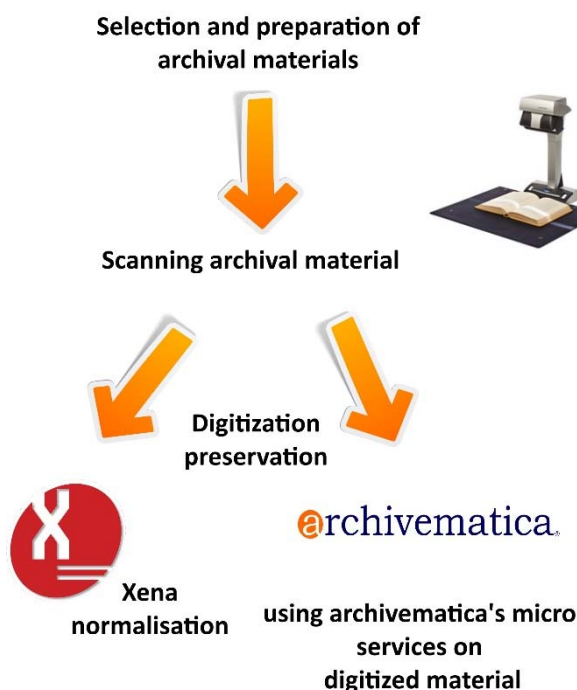 Selection and preparation of
archival materials
Scanning archival material
Digitization
preservation
X
archivematica®
Xena
normalisation
using archivematica's micro
services on
digitized material